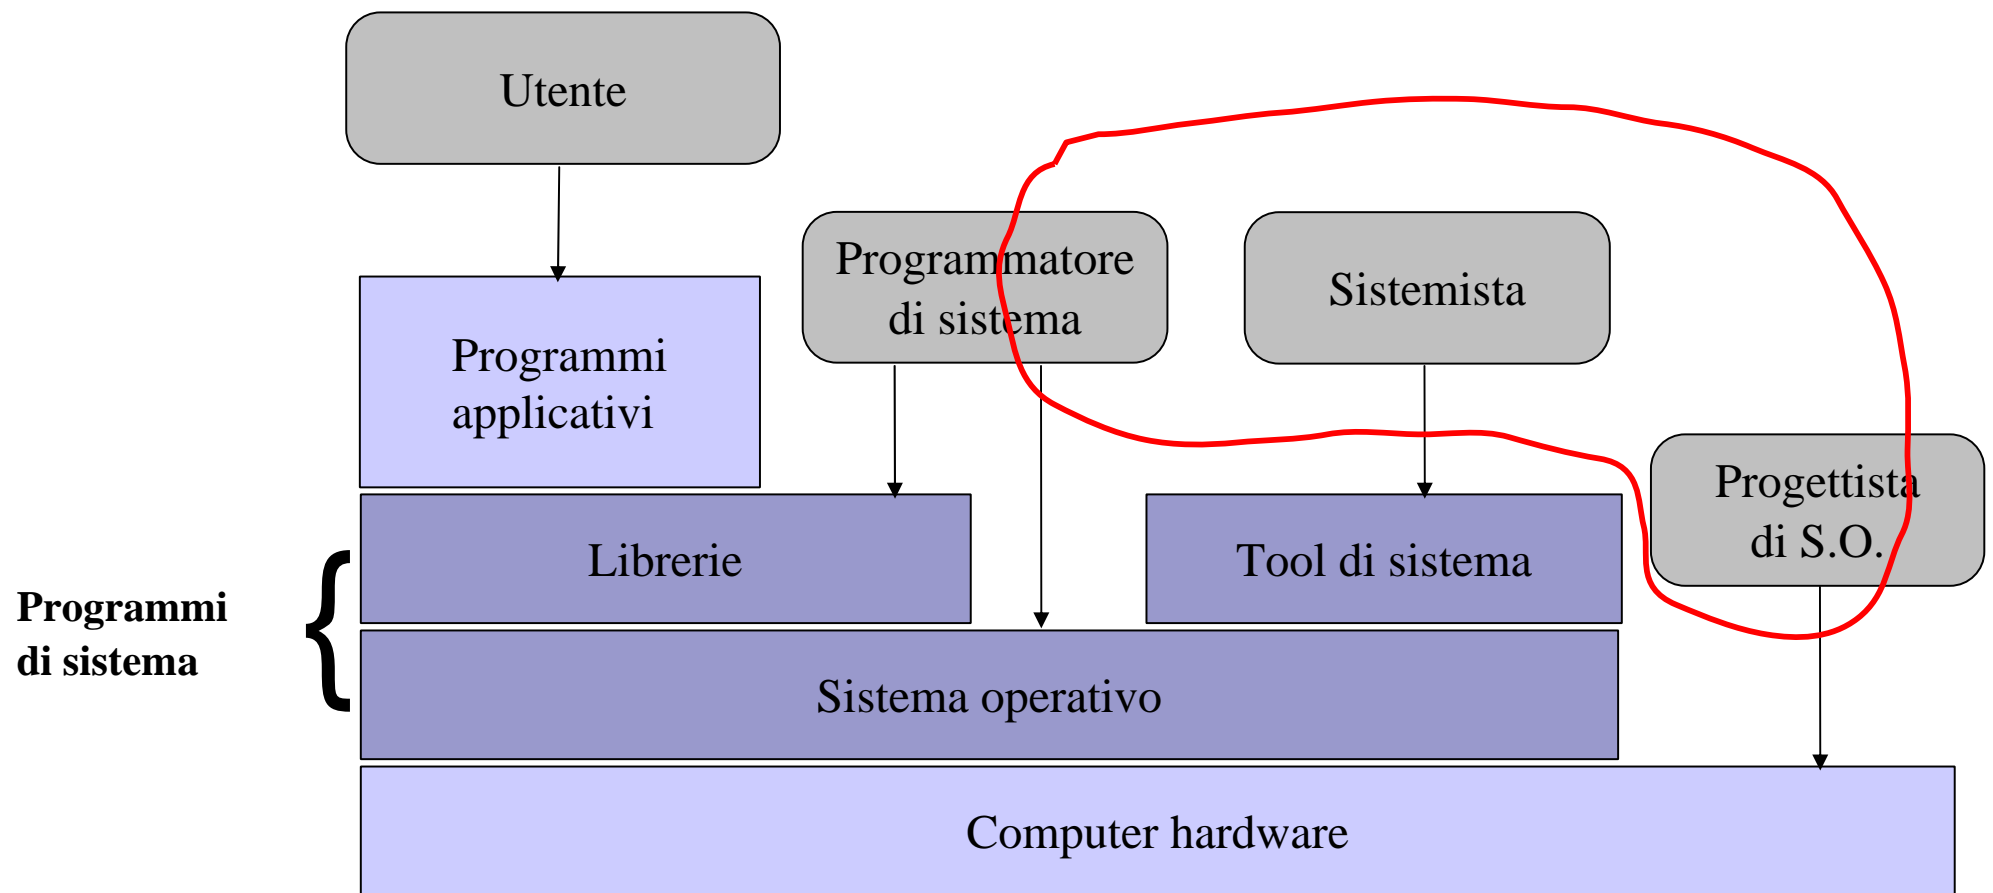 Utente
Programmatore
di sistema
Sistemista
Programmi
applicativi
Progettista
di S.O.
Librerie
Tool di sistema
Programmi
di sistema
Sistema operativo
Computer hardware